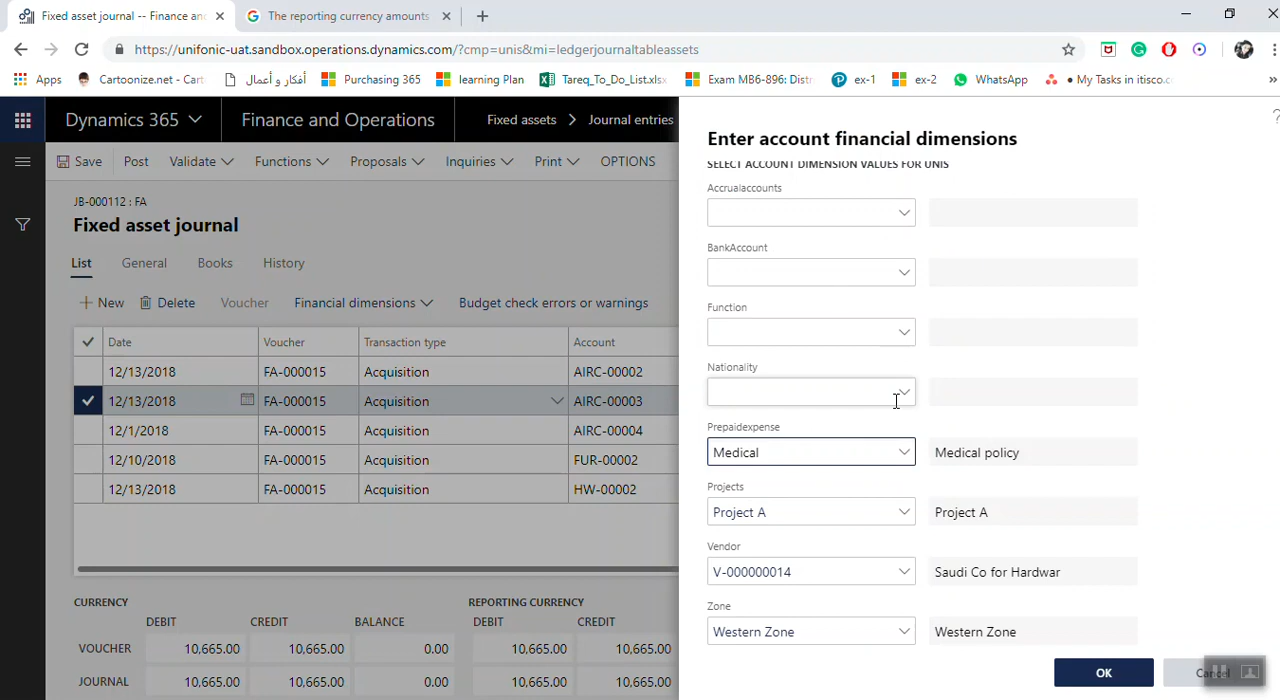 Fixed asset journal -- Finance and
The reporting currency amounts
https://unifonic-uat.sandbox.operations.dynamics.com/?cmp=unis&mi=ledgerjournaltableassets
Apps
Cartoonize.net - Cart
أفكار و أعمال
Purchasing 365
learning Plan
Tareq_To_Do_List.xlsx
Exam MB6-896: Distr
ex-1
ex-2
WhatsApp
• My Tasks in itisco.c
Dynamics 365
Finance and Operations
Fixed assets > Journal entries
Save Post Validate Functions Proposals Inquiries Print OPTIONS
JB-000112 : FA
Fixed asset journal
List General Books History
+ New Delete Voucher Financial dimensions Budget check errors or warnings
Date Voucher Transaction type Account
12/13/2018 FA-000015 Acquisition AIRC-00002
12/13/2018 FA-000015 Acquisition AIRC-00003
12/1/2018 FA-000015 Acquisition AIRC-00004
12/10/2018 FA-000015 Acquisition FUR-00002
12/13/2018 FA-000015 Acquisition HW-00002
CURRENCY REPORTING CURRENCY
DEBIT CREDIT BALANCE DEBIT CREDIT
VOUCHER 10,665.00 10,665.00 0.00 10,665.00 10,665.00
JOURNAL 10,665.00 10,665.00 0.00 10,665.00 10,665.00
?
Enter account financial dimensions
SELECT ACCOUNT DIMENSION VALUES FOR UNIS
Accrualaccounts
BankAccount
Function
Nationality
Prepaidexpense
Medical Medical policy
Projects
Project A Project A
Vendor
V-000000014 Saudi Co for Hardwar
Zone
Western Zone Western Zone
OK Cancel